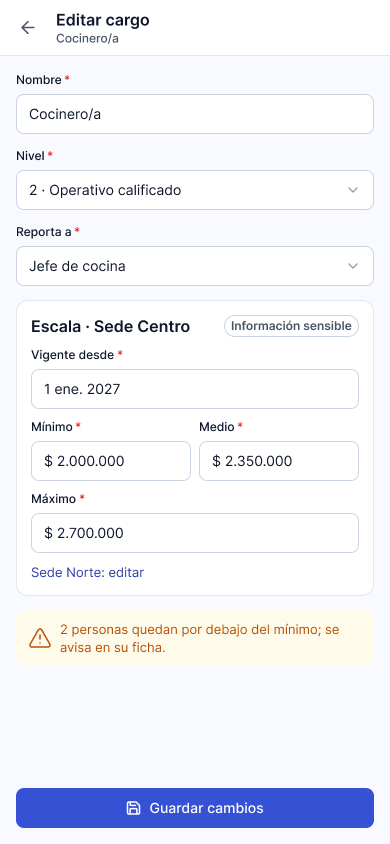 Editar cargo
Cocinero/a
Nombre *
Cocinero/a
Nivel *
2 · Operativo calificado
Reporta a *
Jefe de cocina
Escala · Sede Centro
Información sensible
Vigente desde *
1 ene. 2027
Mínimo *
Medio *
$ 2.000.000
$ 2.350.000
Máximo *
$ 2.700.000
Sede Norte: editar
2 personas quedan por debajo del mínimo; se
avisa en su ficha.
Guardar cambios